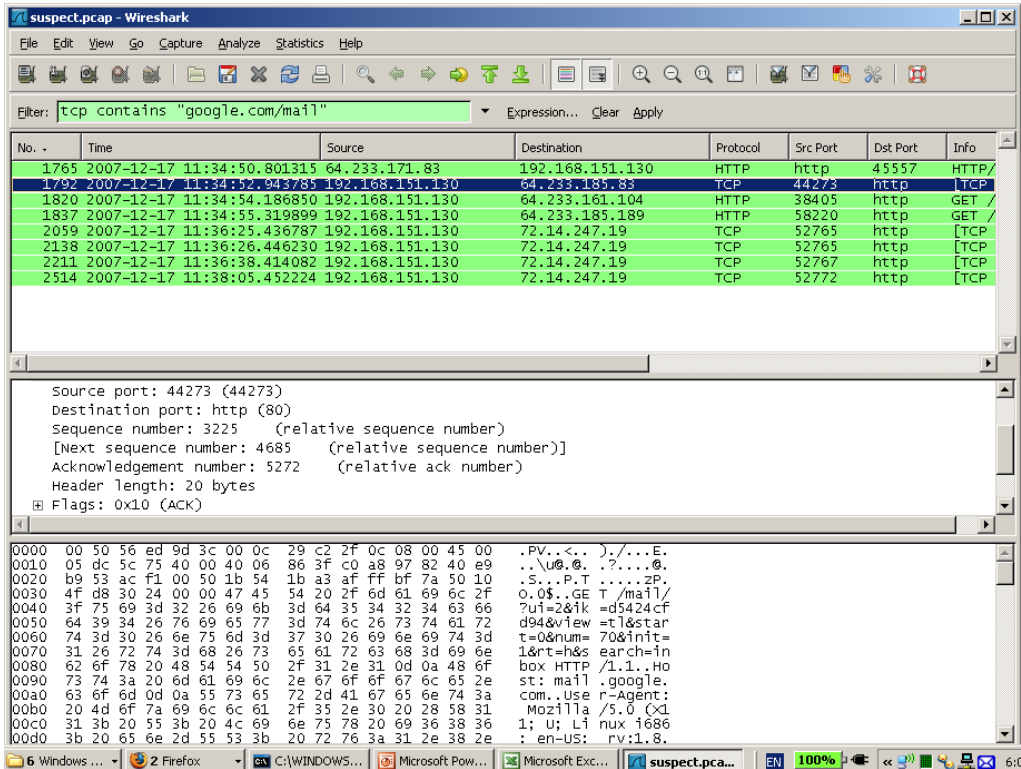 suspect.pcap - Wireshark
File Edit View Go Capture Analyze Statistics Help
Filter: tcp contains "google.com/mail" Expression... Clear Apply
No. - Time Source Destination Protocol Src Port Dst Port Info
1765 2007-12-17 11:34:50.801315 64.233.171.83 192.168.151.130 HTTP http 45557 HTTP/
1792 2007-12-17 11:34:52.943785 192.168.151.130 64.233.185.83 TCP 44273 http [TCP
1820 2007-12-17 11:34:54.186850 192.168.151.130 64.233.161.104 HTTP 38405 http GET /
1837 2007-12-17 11:34:55.319899 192.168.151.130 64.233.185.189 HTTP 58220 http GET /
2059 2007-12-17 11:36:25.436787 192.168.151.130 72.14.247.19 TCP 52765 http [TCP
2138 2007-12-17 11:36:26.446230 192.168.151.130 72.14.247.19 TCP 52765 http [TCP
2211 2007-12-17 11:36:38.414082 192.168.151.130 72.14.247.19 TCP 52767 http [TCP
2514 2007-12-17 11:38:05.452224 192.168.151.130 72.14.247.19 TCP 52772 http [TCP
Source port: 44273 (44273)
Destination port: http (80)
Sequence number: 3225 (relative sequence number)
[Next sequence number: 4685 (relative sequence number)]
Acknowledgement number: 5272 (relative ack number)
Header length: 20 bytes
Flags: 0x10 (ACK)
0000 00 50 56 ed 9d 3c 00 0c 29 c2 2f 0c 08 00 45 00 .PV..<.. )./...E.
0010 05 dc 5c 75 40 00 40 06 86 3f c0 a8 97 82 40 e9 ..\u@.@. .?....@.
0020 b9 53 ac f1 00 50 1b 54 1b a3 af ff bf 7a 50 10 .S...P.T .....zP.
0030 4f d8 30 24 00 00 47 45 54 20 2f 6d 61 69 6c 2f O.0$..GE T /mail/
0040 3f 75 69 3d 32 26 69 6b 3d 64 35 34 32 34 63 66 ?ui=2&ik =d5424cf
0050 64 39 34 26 76 69 65 77 3d 74 6c 26 73 74 61 72 d94&view =tl&star
0060 74 3d 30 26 6e 75 6d 3d 37 30 26 69 6e 69 74 3d t=0&num= 70&init=
0070 31 26 72 74 3d 68 26 73 65 61 72 63 68 3d 69 6e 1&rt=h&s earch=in
0080 62 6f 78 20 48 54 54 50 2f 31 2e 31 0d 0a 48 6f box HTTP /1.1..Ho
0090 73 74 3a 20 6d 61 69 6c 2e 67 6f 6f 67 6c 65 2e st: mail .google.
00a0 63 6f 6d 0d 0a 55 73 65 72 2d 41 67 65 6e 74 3a com..Use r-Agent:
00b0 20 4d 6f 7a 69 6c 6c 61 2f 35 2e 30 20 28 58 31 Mozilla /5.0 (X1
00c0 31 3b 20 55 3b 20 4c 69 6e 75 78 20 69 36 38 36 1; U; Li nux i686
00d0 3b 20 65 6e 2d 55 53 3b 20 72 76 3a 31 2e 38 2e ; en-US; rv:1.8.
6 Windows ... 2 Firefox C:\WINDOWS... Microsoft Pow... Microsoft Exc... suspect.pca... EN 100% « 6:0